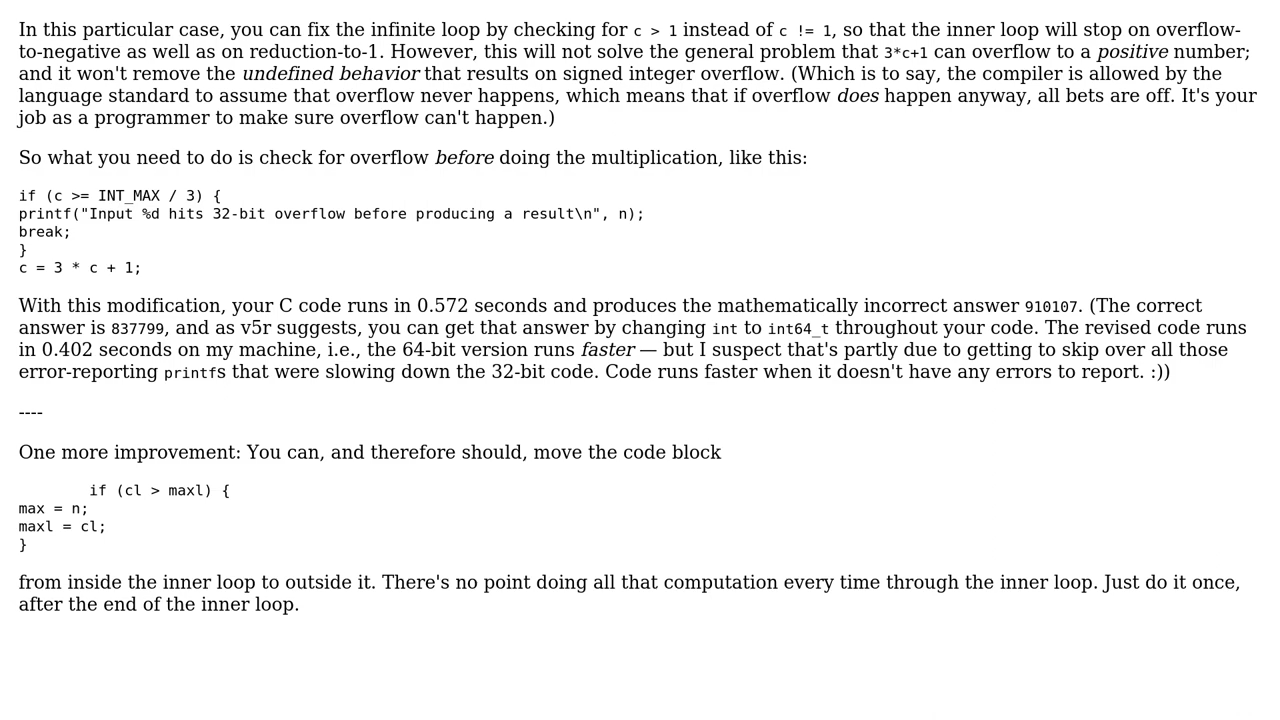 In this particular case, you can fix the infinite loop by checking for c > 1 instead of c != 1, so that the inner loop will stop on overflow-
to-negative as well as on reduction-to-1. However, this will not solve the general problem that 3*c+1 can overflow to a positive number;
and it won't remove the undefined behavior that results on signed integer overflow. (Which is to say, the compiler is allowed by the
language standard to assume that overflow never happens, which means that if overflow does happen anyway, all bets are off. It's your
job as a programmer to make sure overflow can't happen.)
So what you need to do is check for overflow before doing the multiplication, like this:
if (c >= INT_MAX / 3) {
printf("Input %d hits 32-bit overflow before producing a result\n", n);
break;
}
c = 3 * c + 1;
With this modification, your C code runs in 0.572 seconds and produces the mathematically incorrect answer 910107. (The correct
answer is 837799, and as v5r suggests, you can get that answer by changing int to int64_t throughout your code. The revised code runs
in 0.402 seconds on my machine, i.e., the 64-bit version runs faster — but I suspect that's partly due to getting to skip over all those
error-reporting printfs that were slowing down the 32-bit code. Code runs faster when it doesn't have any errors to report. :))
----
One more improvement: You can, and therefore should, move the code block
        if (cl > maxl) {
max = n;
maxl = cl;
}
from inside the inner loop to outside it. There's no point doing all that computation every time through the inner loop. Just do it once,
after the end of the inner loop.